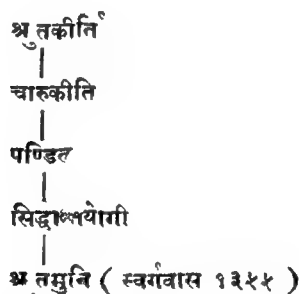 श्रुतकीर्ति
चारुकीर्ति
पण्डित
सिद्धान्तयोगी
श्रुतमुनि ( स्वर्गवास १३५५ )